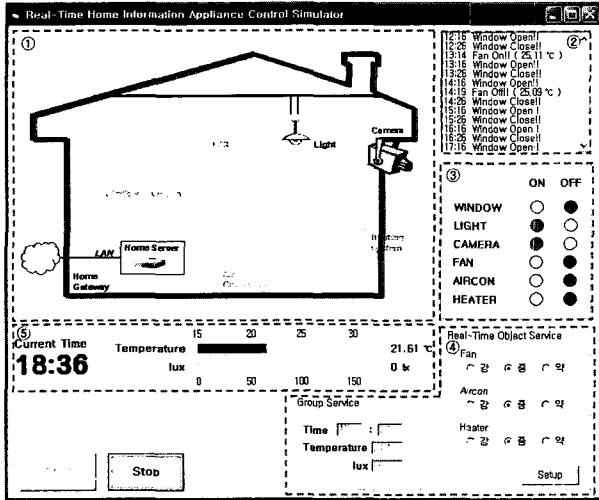 Real-Time Home Information Appliance Control Simulator
①
Light
Camera
LAN
Home Server
Home
Gateway
②
12:16 Window Open!!
12:26 Window Close!!
13:14 Fan On!! ( 25,11 ℃ )
13:16 Window Open!!
13:26 Window Close!!
14:16 Window Open!!
14:19 Fan Off!! ( 25,09 ℃ )
14:26 Window Close!!
15:16 Window Open !
15:26 Window Close!!
16:16 Window Open !
16:26 Window Close!!
17:16 Window Open !
③
ON OFF
WINDOW
LIGHT
CAMERA
FAN
AIRCON
HEATER
⑤
Current Time
18:36
15 20 25 30
Temperature 21.61 ℃
lux 0 lx
0 50 100 150
Real-Time Object Service
④
Fan
강 중 약
Aircon
강 중 약
Heater
강 중 약
Setup
Group Service
Time :
Temperature
lux
Stop